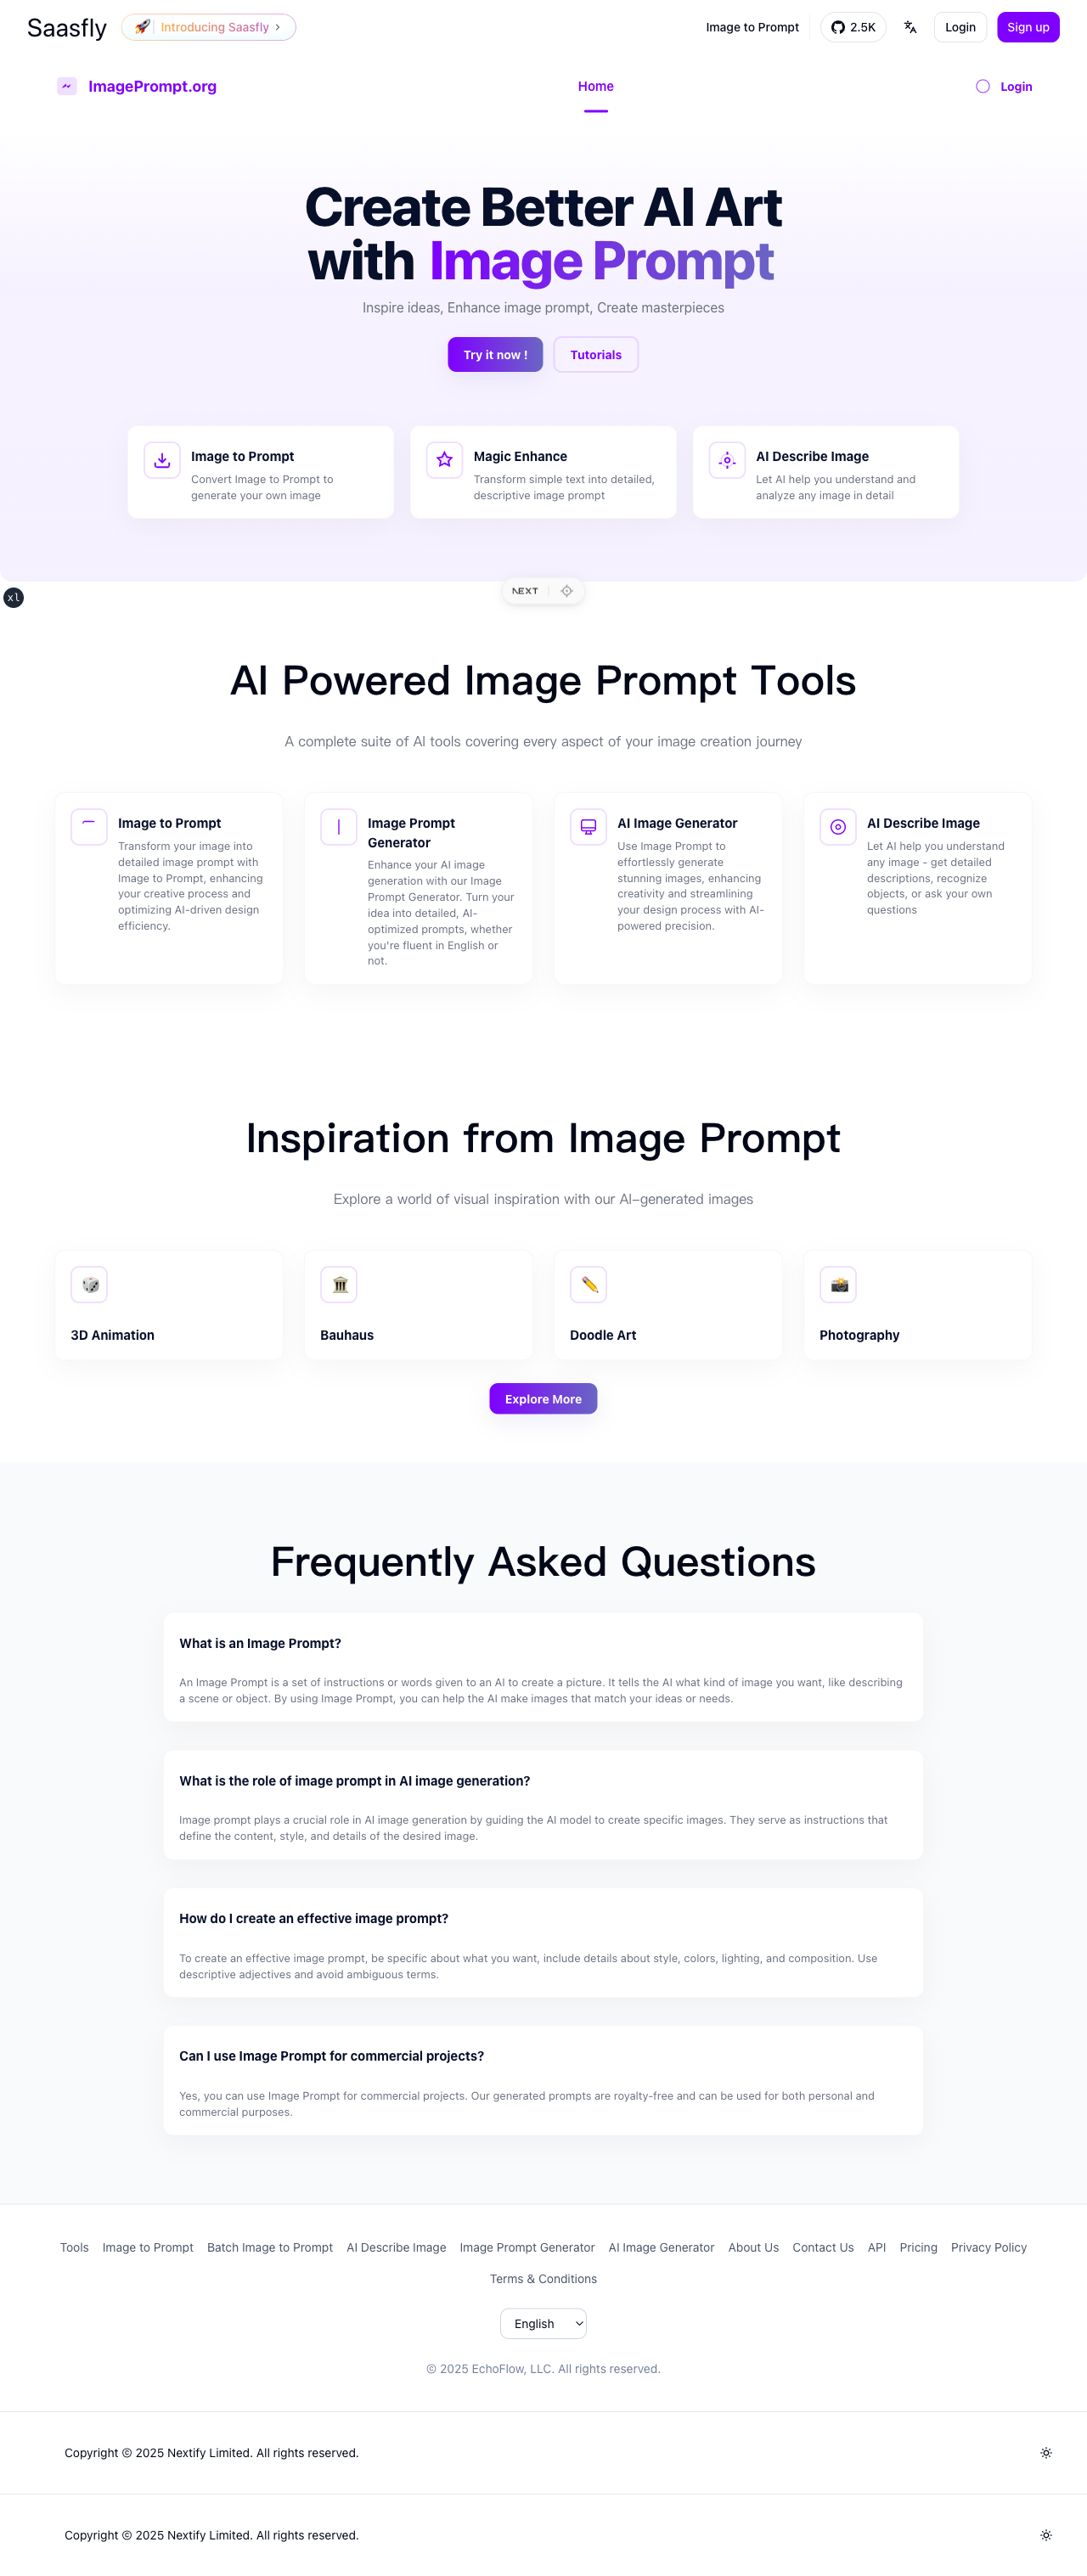 Saasfly
🚀 Introducing Saasfly ›
Image to Prompt
2.5K
Login
Sign up
ImagePrompt.org
Home
Login
Create Better AI Art
with Image Prompt
Inspire ideas, Enhance image prompt, Create masterpieces
Try it now !
Tutorials
Image to Prompt
Convert Image to Prompt to
generate your own image
Magic Enhance
Transform simple text into detailed,
descriptive image prompt
AI Describe Image
Let AI help you understand and
analyze any image in detail
xl
NEXT
AI Powered Image Prompt Tools
A complete suite of AI tools covering every aspect of your image creation journey
Image to Prompt
Transform your image into
detailed image prompt with
Image to Prompt, enhancing
your creative process and
optimizing AI-driven design
efficiency.
Image Prompt
Generator
Enhance your AI image
generation with our Image
Prompt Generator. Turn your
idea into detailed, AI-
optimized prompts, whether
you're fluent in English or
not.
AI Image Generator
Use Image Prompt to
effortlessly generate
stunning images, enhancing
creativity and streamlining
your design process with AI-
powered precision.
AI Describe Image
Let AI help you understand
any image - get detailed
descriptions, recognize
objects, or ask your own
questions
Inspiration from Image Prompt
Explore a world of visual inspiration with our AI-generated images
3D Animation
Bauhaus
Doodle Art
Photography
Explore More
Frequently Asked Questions
What is an Image Prompt?
An Image Prompt is a set of instructions or words given to an AI to create a picture. It tells the AI what kind of image you want, like describing
a scene or object. By using Image Prompt, you can help the AI make images that match your ideas or needs.
What is the role of image prompt in AI image generation?
Image prompt plays a crucial role in AI image generation by guiding the AI model to create specific images. They serve as instructions that
define the content, style, and details of the desired image.
How do I create an effective image prompt?
To create an effective image prompt, be specific about what you want, include details about style, colors, lighting, and composition. Use
descriptive adjectives and avoid ambiguous terms.
Can I use Image Prompt for commercial projects?
Yes, you can use Image Prompt for commercial projects. Our generated prompts are royalty-free and can be used for both personal and
commercial purposes.
Tools Image to Prompt Batch Image to Prompt AI Describe Image Image Prompt Generator AI Image Generator About Us Contact Us API Pricing Privacy Policy
Terms & Conditions
English
© 2025 EchoFlow, LLC. All rights reserved.
Copyright © 2025 Nextify Limited. All rights reserved.
Copyright © 2025 Nextify Limited. All rights reserved.